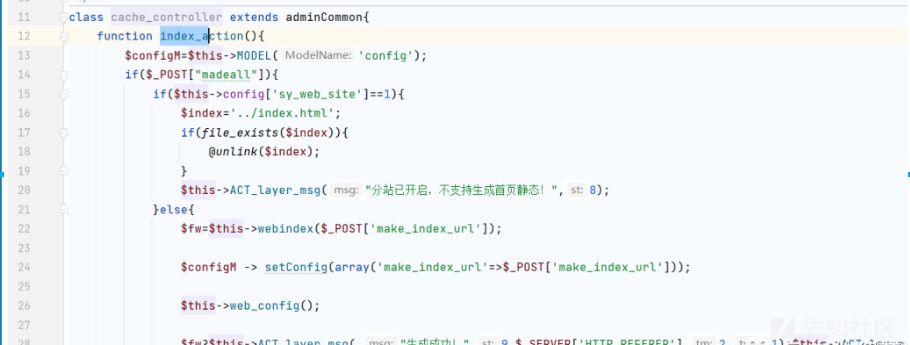 11 class cache_controller extends adminCommon{
12 function index_action(){
13 $configM=$this->MODEL( ModelName: 'config');
14 if($_POST["madeall"]){
15 if($this->config['sy_web_site']==1){
16 $index='../index.html';
17 if(file_exists($index)){
18 @unlink($index);
19 }
20 $this->ACT_layer_msg( msg: "分站已开启，不支持生成首页静态！", st: 8);
21 }else{
22 $fw=$this->webindex($_POST['make_index_url']);
23
24 $configM -> setConfig(array('make_index_url'=>$_POST['make_index_url']));
25
26 $this->web_config();
27
28 $fw?$this->ACT_layer_msg( msg: "生成成功！", st: 9,$_SERVER['HTTP_REFERER'],
先知社区